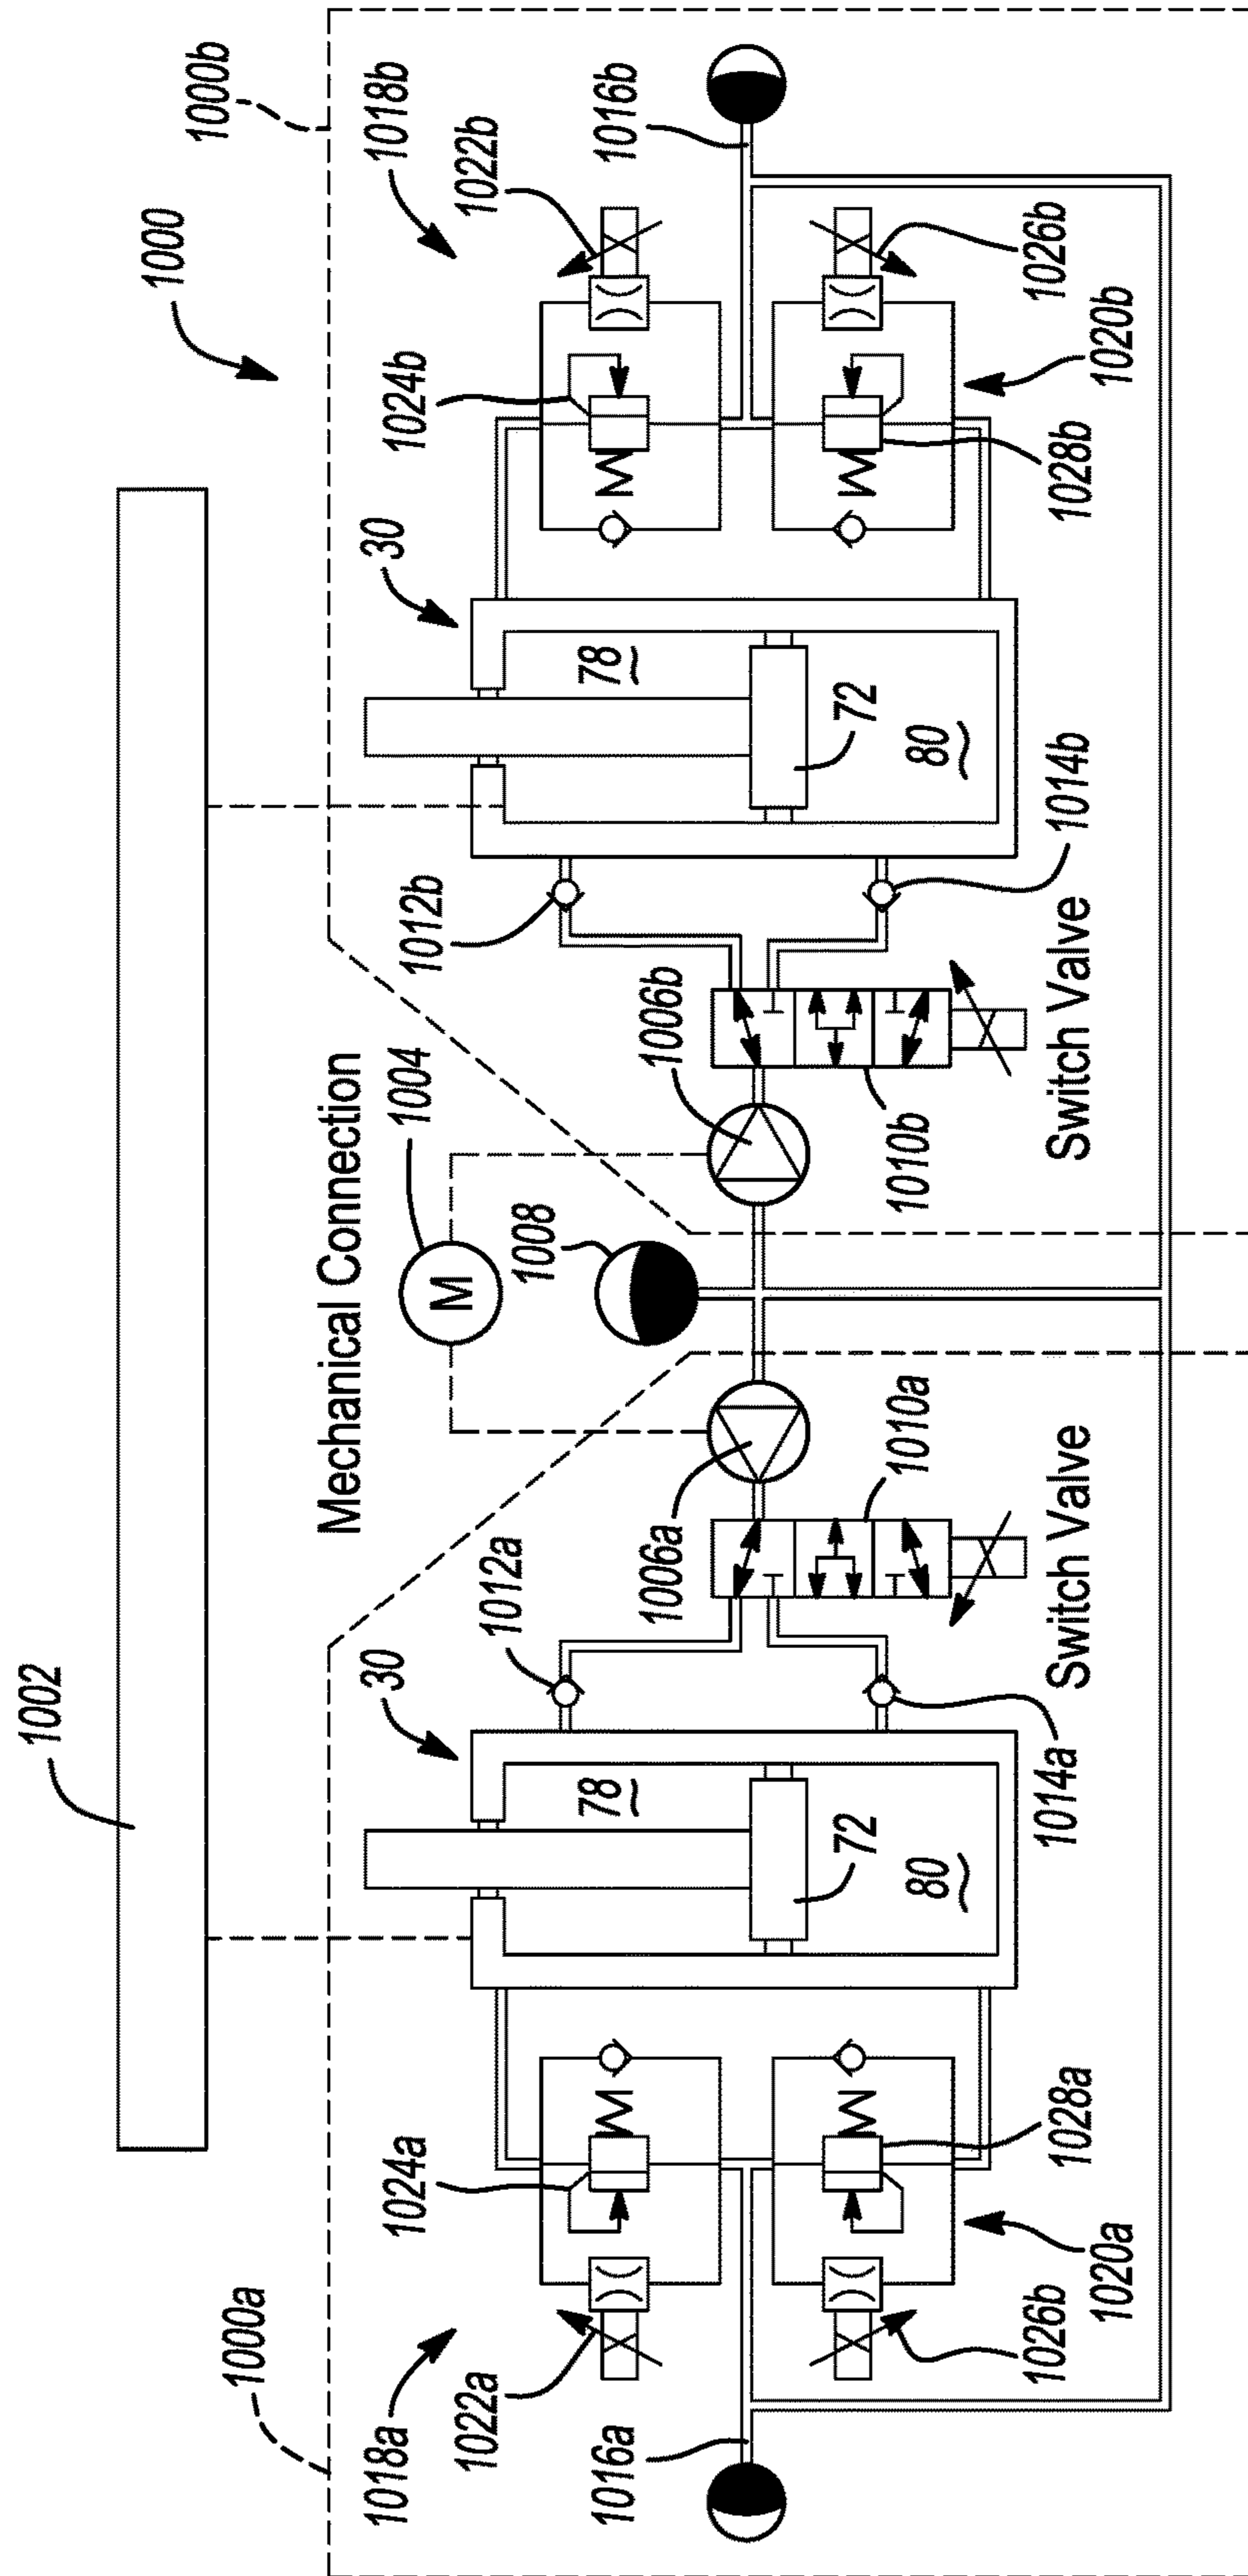 1002
1000
1000a
1000b
Mechanical Connection
1004
1018a
1022a
1024a
30
1012a
1008
1012b
30
1024b
1022b
1018b
1016a
78
1006a
1006b
78
1016b
72
72
80
1010a
1010b
80
1026b
1020a
1028a
1014a
Switch Valve
Switch Valve
1014b
1028b
1020b
1026b
M